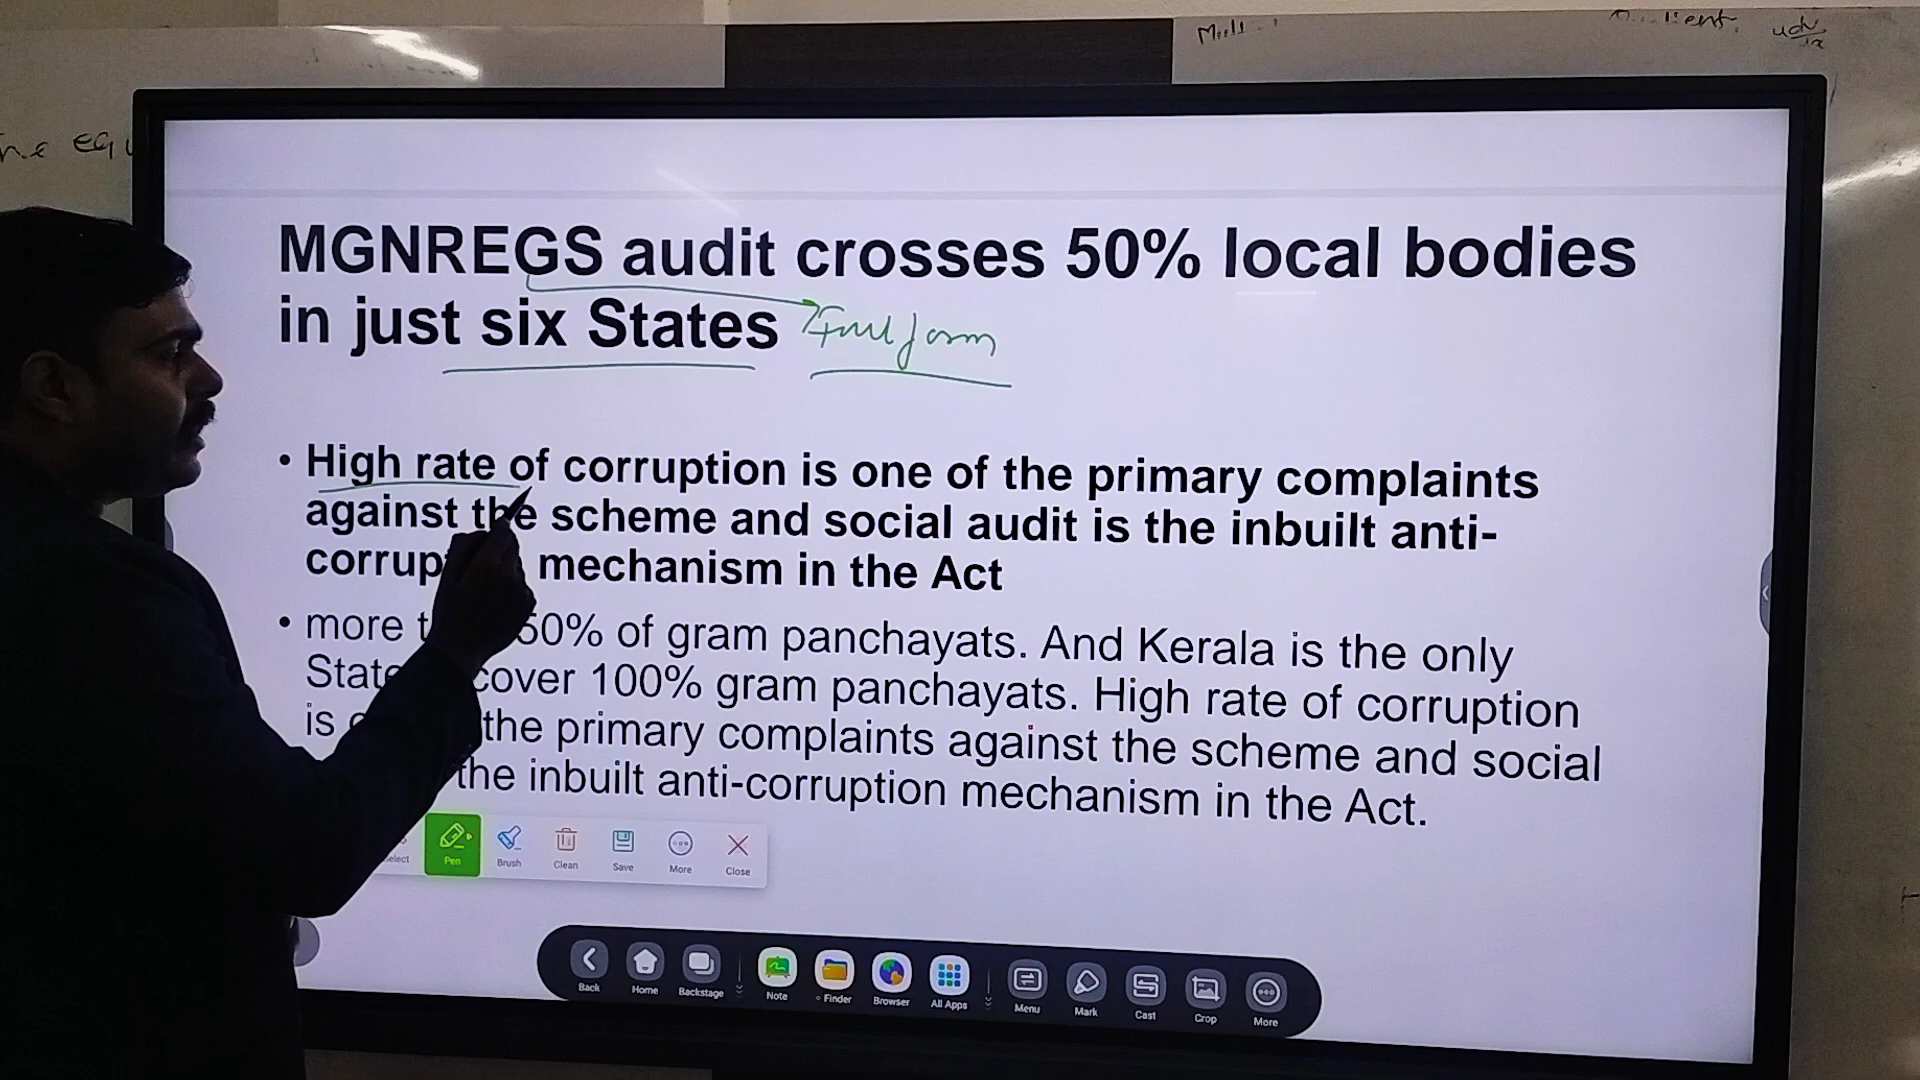 MGNREGS audit crosses 50% local bodies
in just six States Full form
• High rate of corruption is one of the primary complaints
against the scheme and social audit is the inbuilt anti-
corrup mechanism in the Act
• more t 50% of gram panchayats. And Kerala is the only
State cover 100% gram panchayats. High rate of corruption
is the primary complaints against the scheme and social
the inbuilt anti-corruption mechanism in the Act.
elect Pen Brush Clean Save More Close
Back Home Backstage Note Finder Browser All Apps Menu Mark Cast Crop More